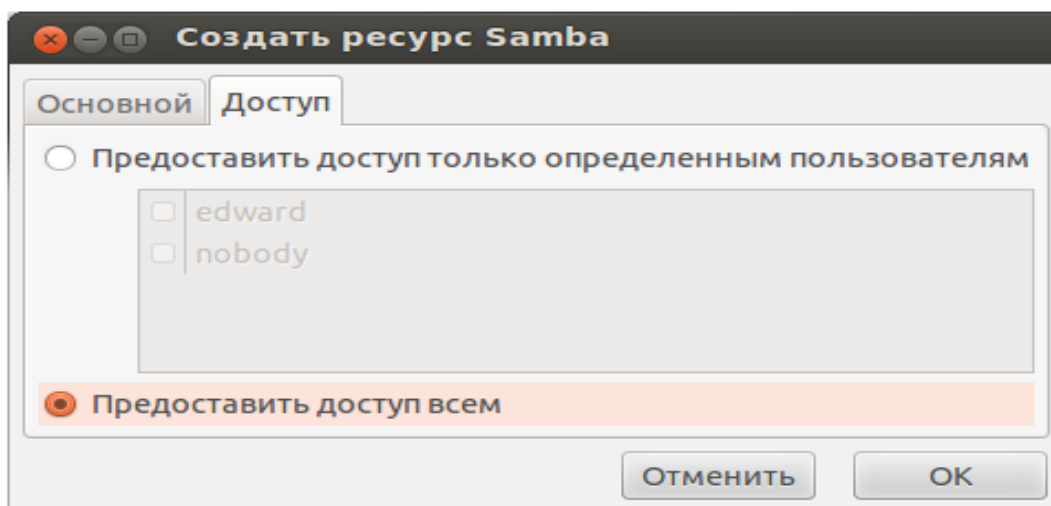 Создать ресурс Samba
Основной
Доступ
Предоставить доступ только определенным пользователям
edward
nobody
Предоставить доступ всем
Отменить
OK